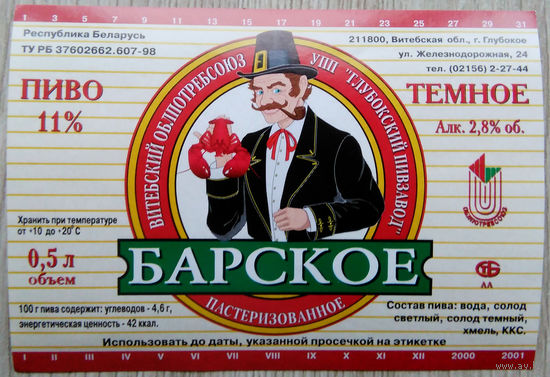 1 3 5 7 9 11 13 15 17 19 21 23 25 27 29 31
Республика Беларусь
ТУ РБ 37602662.607-98
211800, Витебская обл., г. Глубокое
ул. Железнодорожная, 24
тел. (02156) 2-27-44
ПИВО
11%
ТЕМНОЕ
Алк. 2,8% об.
ВИТЕБСКИЙ ОБЛПОТРЕБСОЮЗ
УПП "ГЛУБОКСКИЙ ПИВЗАВОД"
ОБЛПОТРЕБСОЮЗ
Хранить при температуре
от +10 до +20°С
0,5 л
объем
БАРСКОЕ
ПАСТЕРИЗОВАННОЕ
АА
100 г пива содержит: углеводов - 4,6 г,
энергетическая ценность - 42 ккал.
Состав пива: вода, солод
светлый, солод темный,
хмель, ККС.
Использовать до даты, указанной просечкой на этикетке
I II III IV V VI VII VIII IX X XI XII 2000 2001